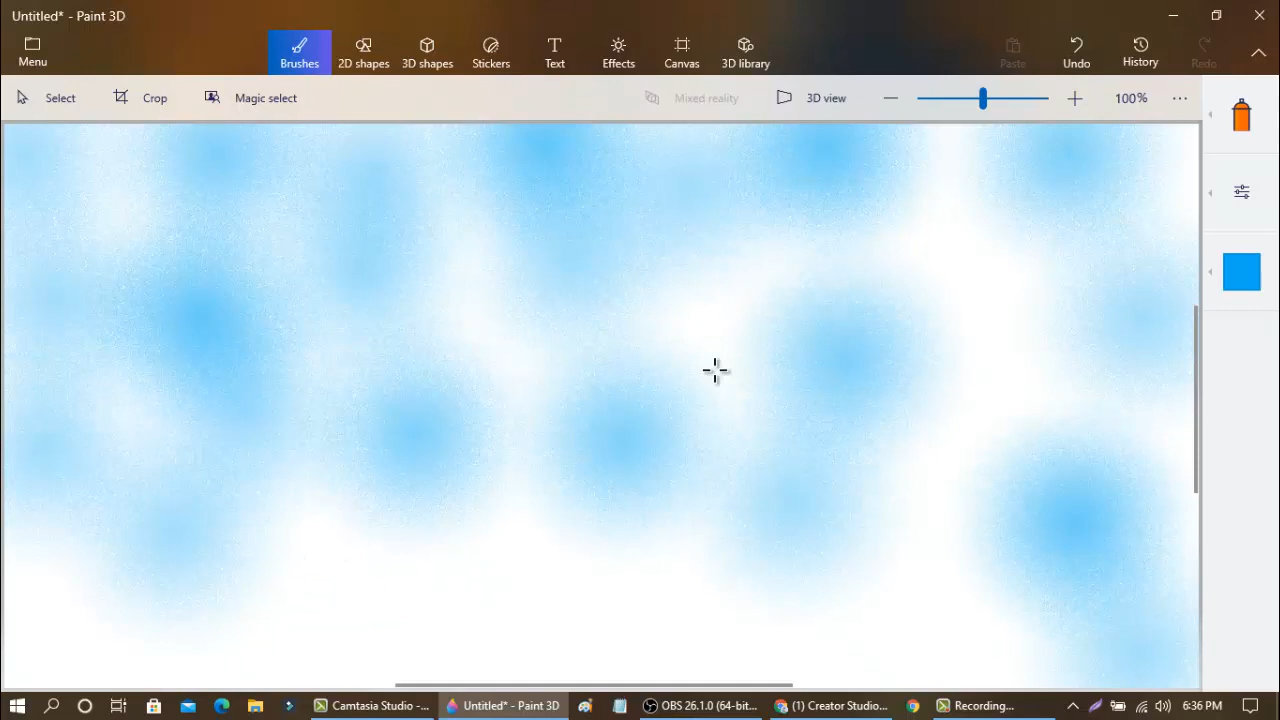 Untitled* - Paint 3D
Menu
Brushes
2D shapes
3D shapes
Stickers
Text
Effects
Canvas
3D library
Paste
Undo
History
Redo
Select
Crop
Magic select
Mixed reality
3D view
100%
Camtasia Studio -...
Untitled* - Paint 3D
OBS 26.1.0 (64-bit...
(1) Creator Studio...
Recording...
6:36 PM